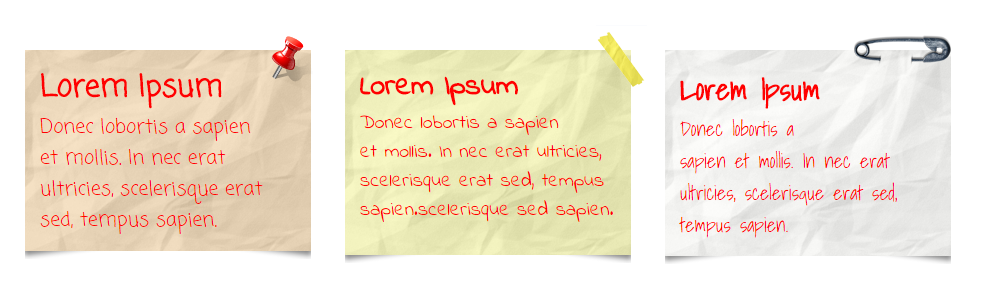 Lorem Ipsum
Donec lobortis a sapien
et mollis. In nec erat
ultricies, scelerisque erat
sed, tempus sapien.
Lorem Ipsum
Donec lobortis a sapien
et mollis. In nec erat ultricies,
scelerisque erat sed, tempus
sapien.scelerisque sed sapien.
Lorem Ipsum
Donec lobortis a
sapien et mollis. In nec erat
ultricies, scelerisque erat sed,
tempus sapien.